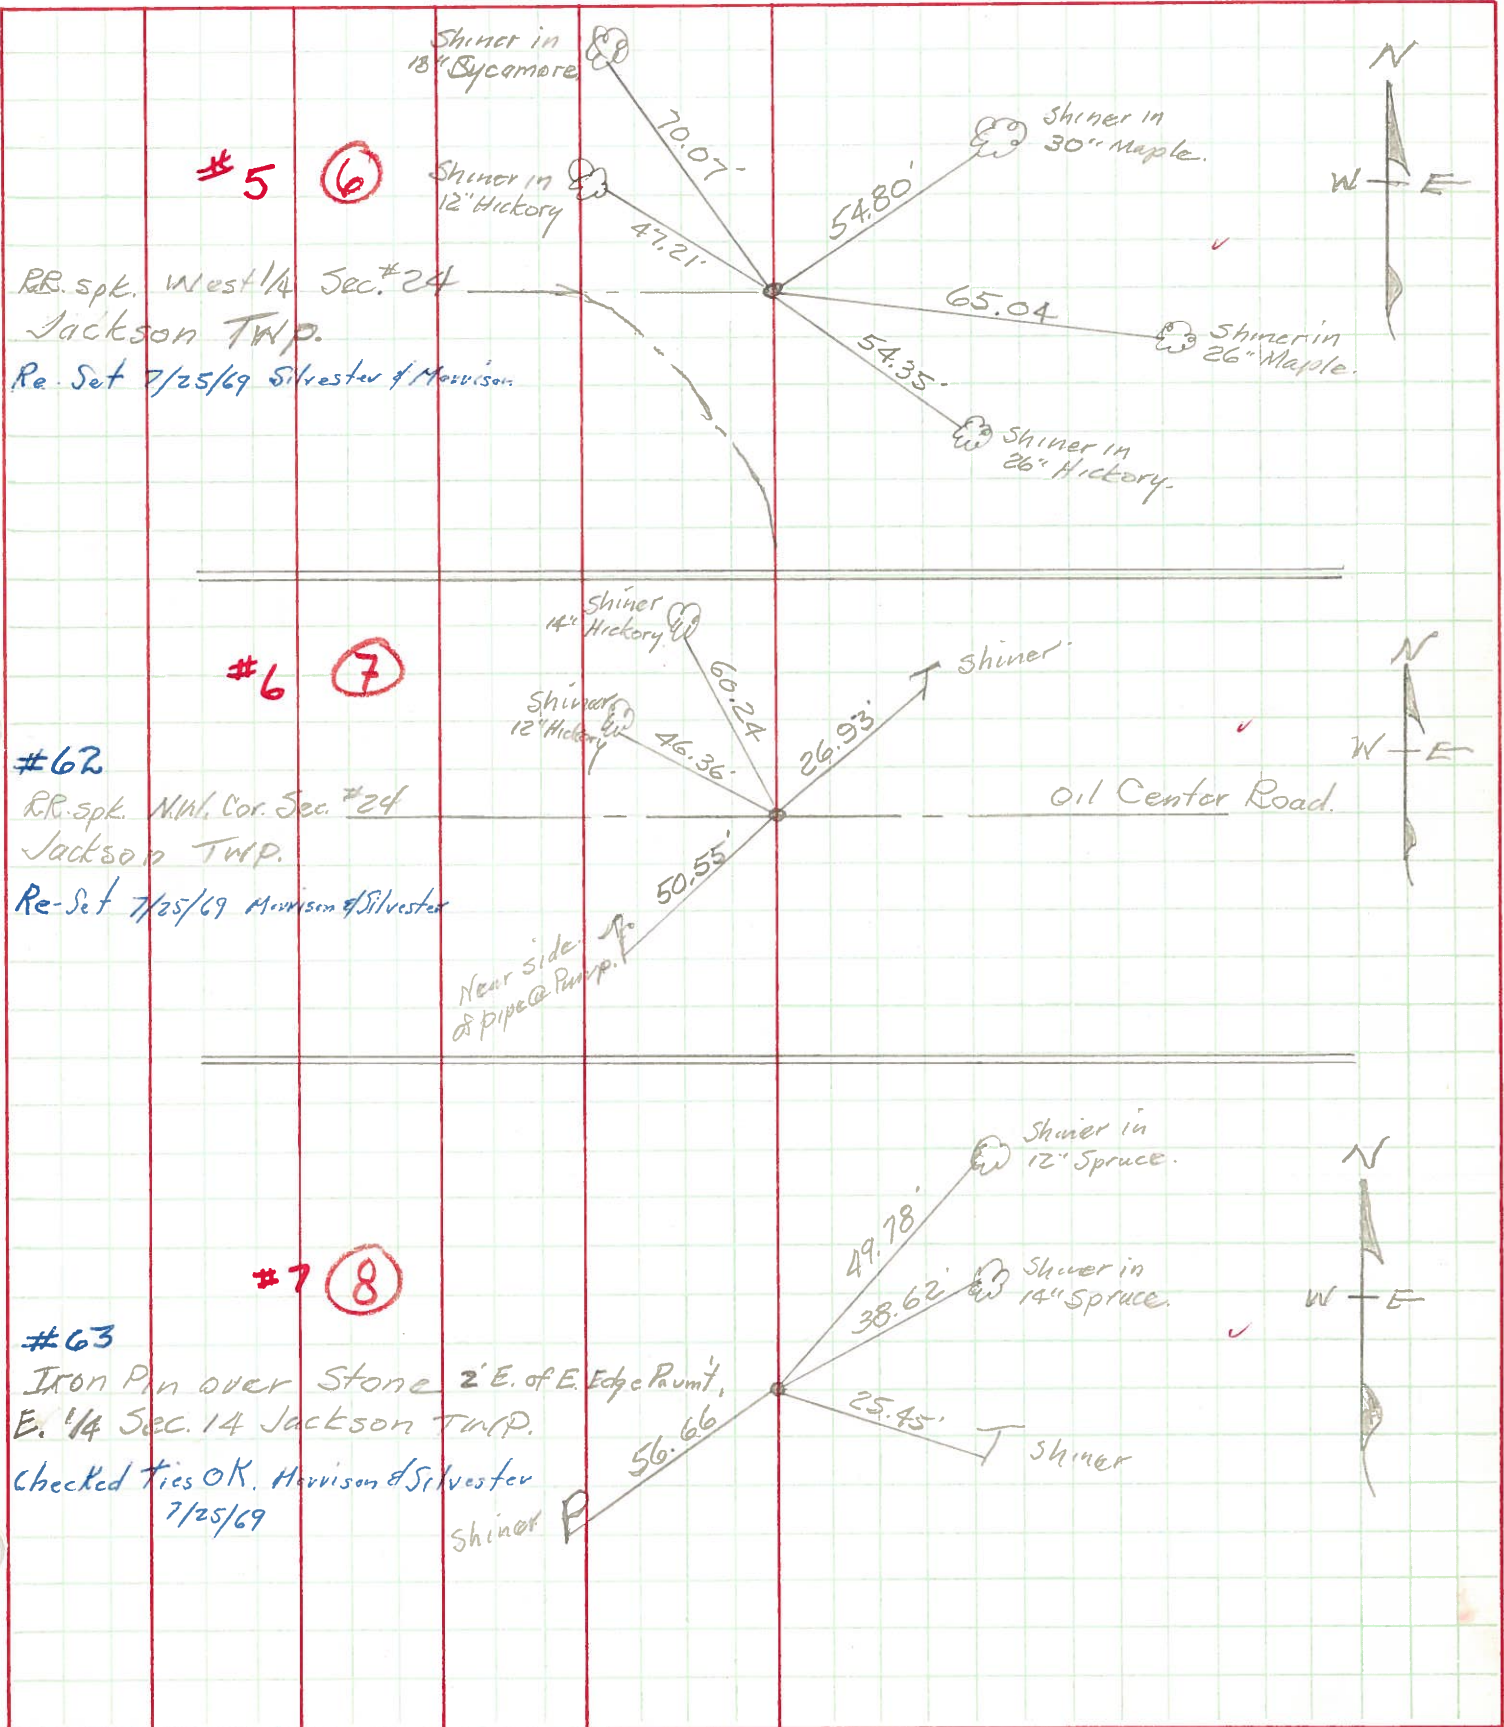 Shiner in
18" Sycamore
70.07'
N
Shiner in
30" Maple.
#5 6
Shiner in
12" Hickory
47.21'
54.80'
W E
RR. spk. West 1/4 Sec. #24
Jackson Twp.
Re-Set 7/25/69 Silvester & Morrison
65.04
Shiner in
26" Maple.
54.35'
Shiner in
26" Hickory.
Shiner
14" Hickory
60.24
Shiner
N
#6 7
Shiner
12" Hickory
46.36'
26.93'
W E
#62
RR. spk. N.W. Cor. Sec. #24
Oil Center Road.
Jackson Twp.
Re-Set 7/25/69 Morrison & Silvester
50.55'
Near side
of pipe @ Pump.
Shiner in
12" Spruce.
N
49.78'
#7 8
Shiner in
14" Spruce.
38.62'
W E
#63
Iron Pin over Stone 2' E. of E. Edge Pavm't,
E. 1/4 Sec. 14 Jackson Twp.
25.45'
Shiner
Checked Ties OK. Morrison & Silvester
7/25/69
56.66
Shiner P